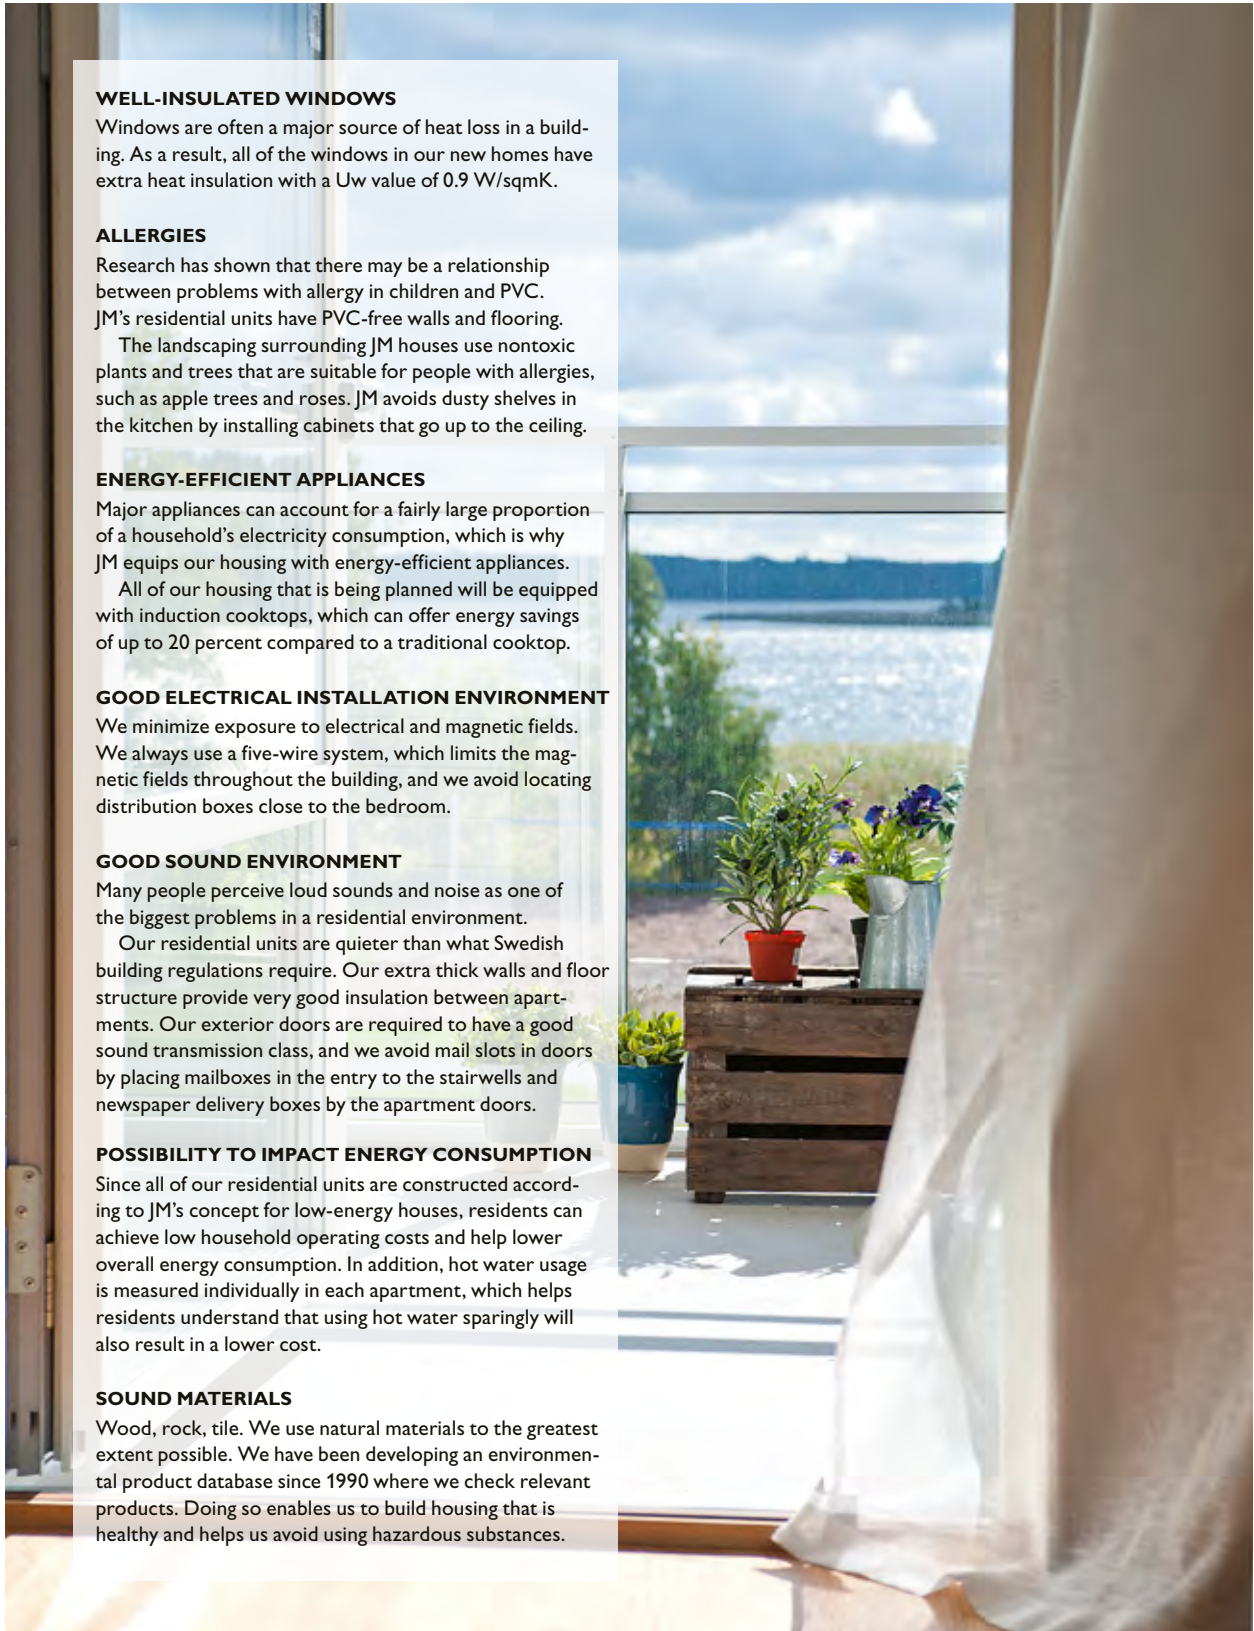 WELL-INSULATED WINDOWS
Windows are often a major source of heat loss in a build-
ing. As a result, all of the windows in our new homes have
extra heat insulation with a Uw value of 0.9 W/sqmK.
ALLERGIES
Research has shown that there may be a relationship
between problems with allergy in children and PVC.
JM's residential units have PVC-free walls and flooring.
The landscaping surrounding JM houses use nontoxic
plants and trees that are suitable for people with allergies,
such as apple trees and roses. JM avoids dusty shelves in
the kitchen by installing cabinets that go up to the ceiling.
ENERGY-EFFICIENT APPLIANCES
Major appliances can account for a fairly large proportion
of a household's electricity consumption, which is why
JM equips our housing with energy-efficient appliances.
All of our housing that is being planned will be equipped
with induction cooktops, which can offer energy savings
of up to 20 percent compared to a traditional cooktop.
GOOD ELECTRICAL INSTALLATION ENVIRONMENT
We minimize exposure to electrical and magnetic fields.
We always use a five-wire system, which limits the mag-
netic fields throughout the building, and we avoid locating
distribution boxes close to the bedroom.
GOOD SOUND ENVIRONMENT
Many people perceive loud sounds and noise as one of
the biggest problems in a residential environment.
Our residential units are quieter than what Swedish
building regulations require. Our extra thick walls and floor
structure provide very good insulation between apart-
ments. Our exterior doors are required to have a good
sound transmission class, and we avoid mail slots in doors
by placing mailboxes in the entry to the stairwells and
newspaper delivery boxes by the apartment doors.
POSSIBILITY TO IMPACT ENERGY CONSUMPTION
Since all of our residential units are constructed accord-
ing to JM's concept for low-energy houses, residents can
achieve low household operating costs and help lower
overall energy consumption. In addition, hot water usage
is measured individually in each apartment, which helps
residents understand that using hot water sparingly will
also result in a lower cost.
SOUND MATERIALS
Wood, rock, tile. We use natural materials to the greatest
extent possible. We have been developing an environmen-
tal product database since 1990 where we check relevant
products. Doing so enables us to build housing that is
healthy and helps us avoid using hazardous substances.